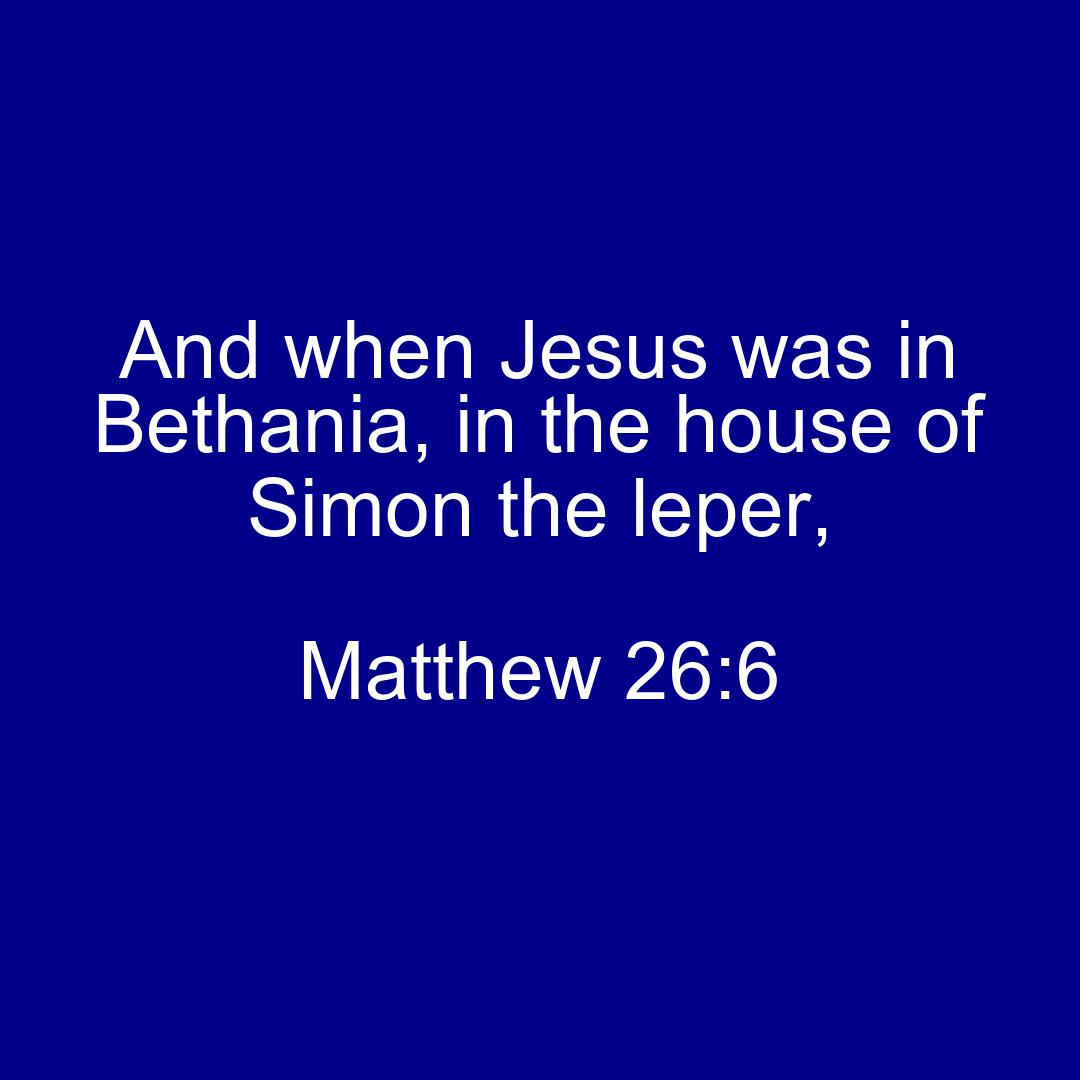 And when Jesus was in
Bethania, in the house of
Simon the leper,
Matthew 26:6